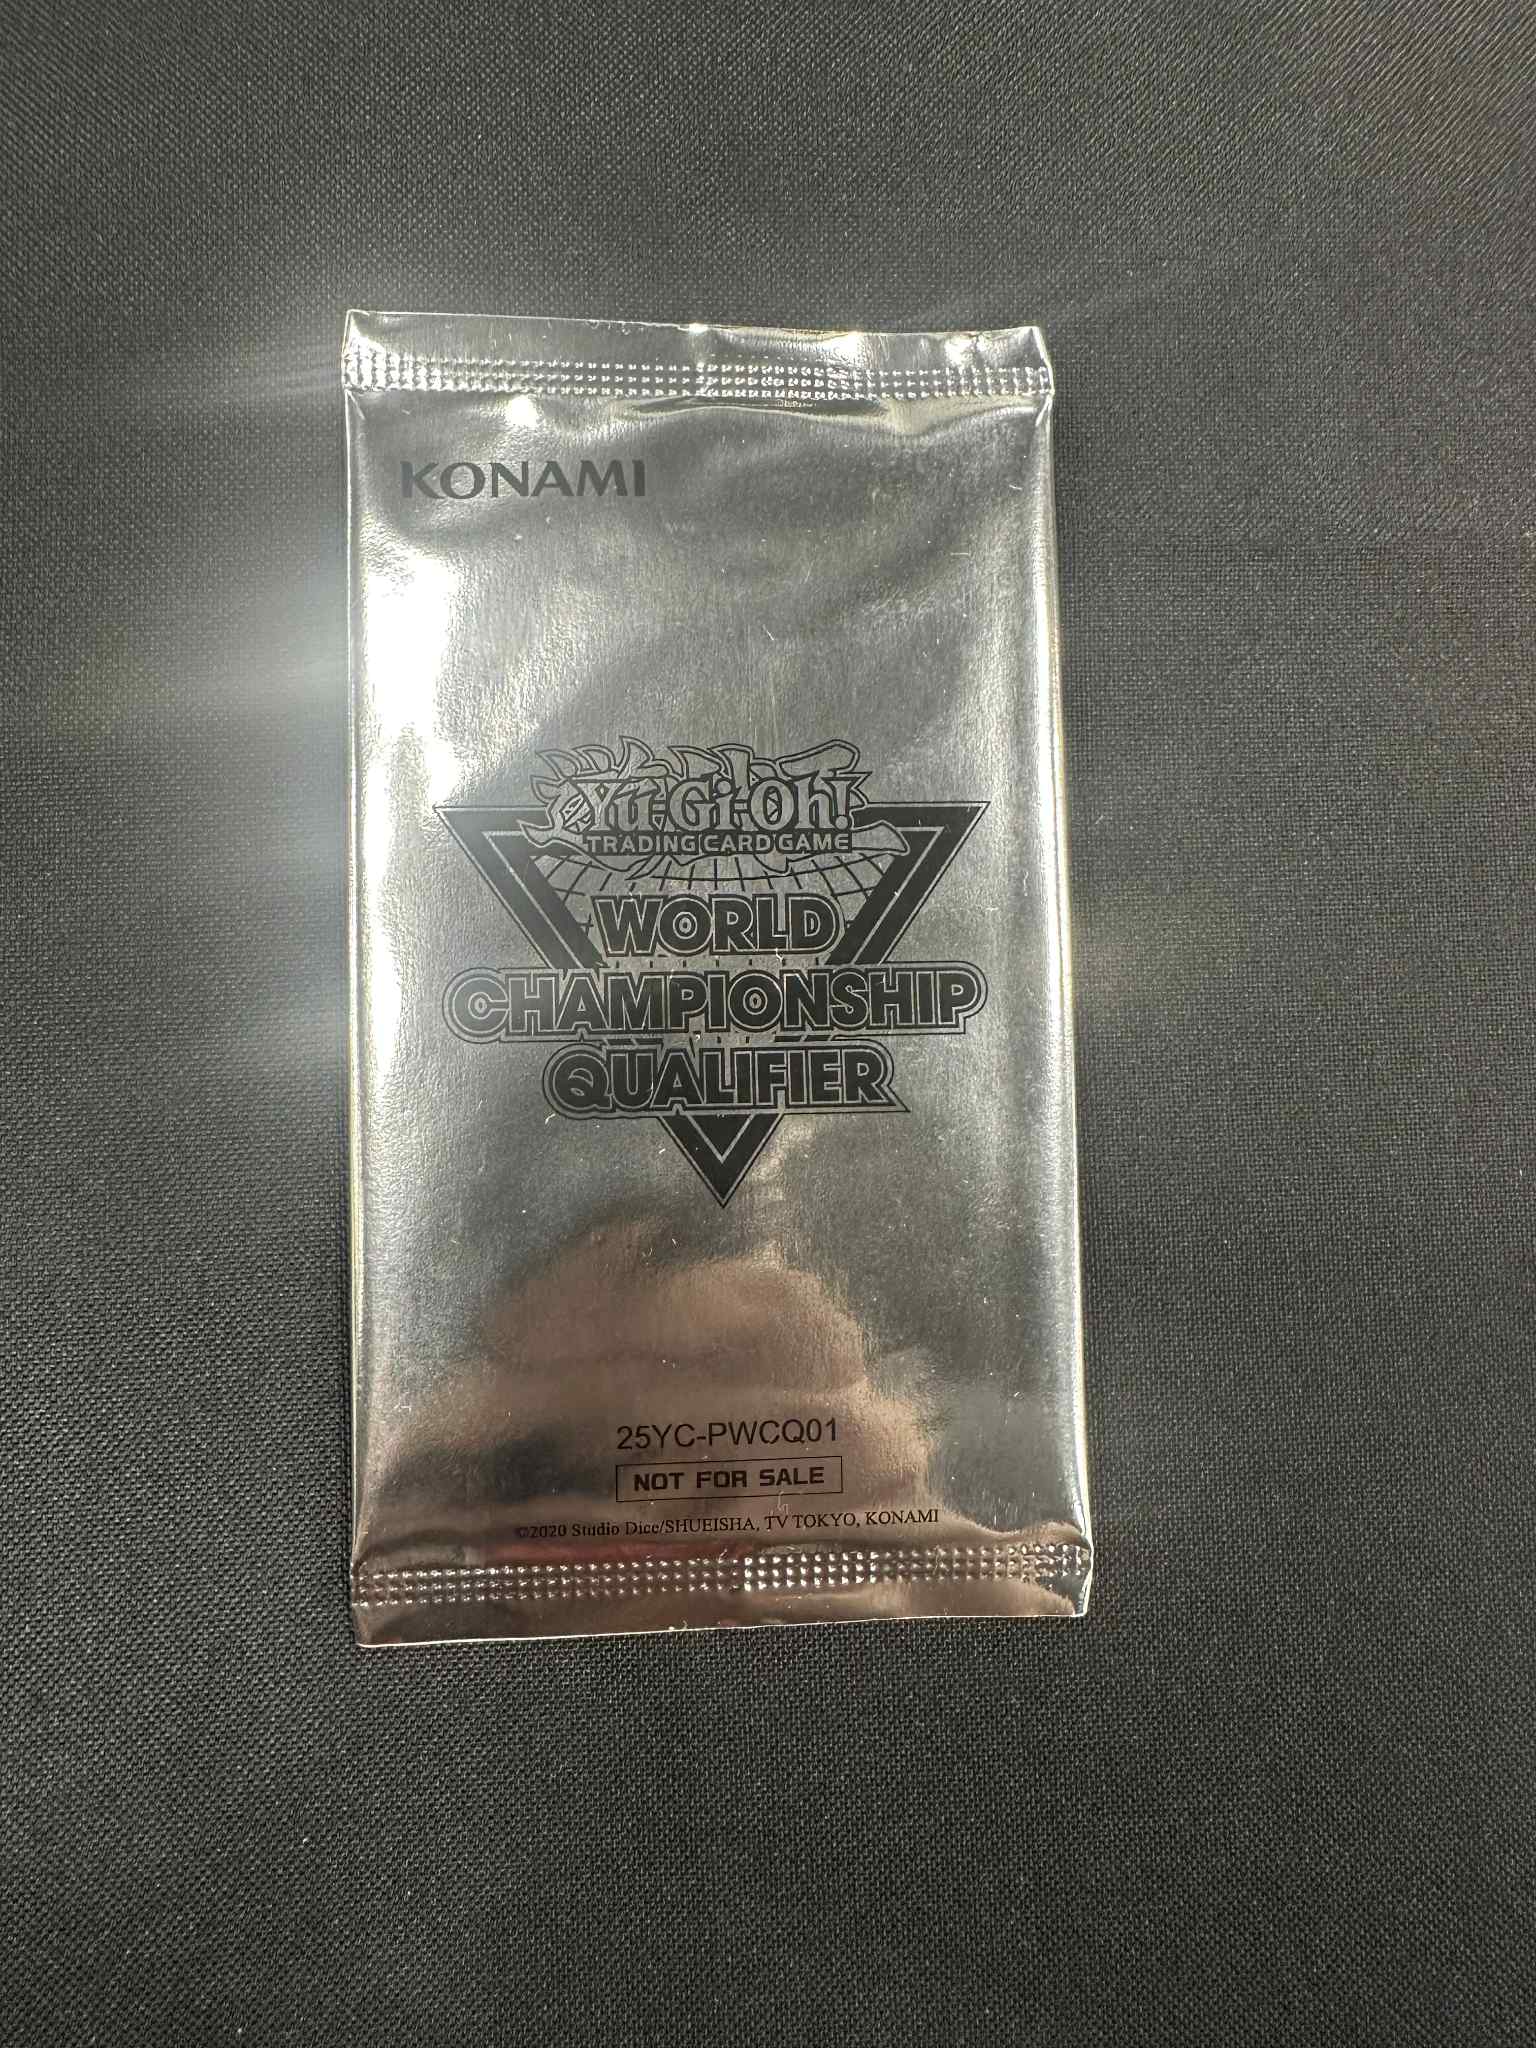 KONAMI
Yu-Gi-Oh!
TRADING CARD GAME
WORLD
CHAMPIONSHIP
QUALIFIER
25YC-PWCQ01
NOT FOR SALE
©2020 Studio Dice/SHUEISHA, TV TOKYO, KONAMI